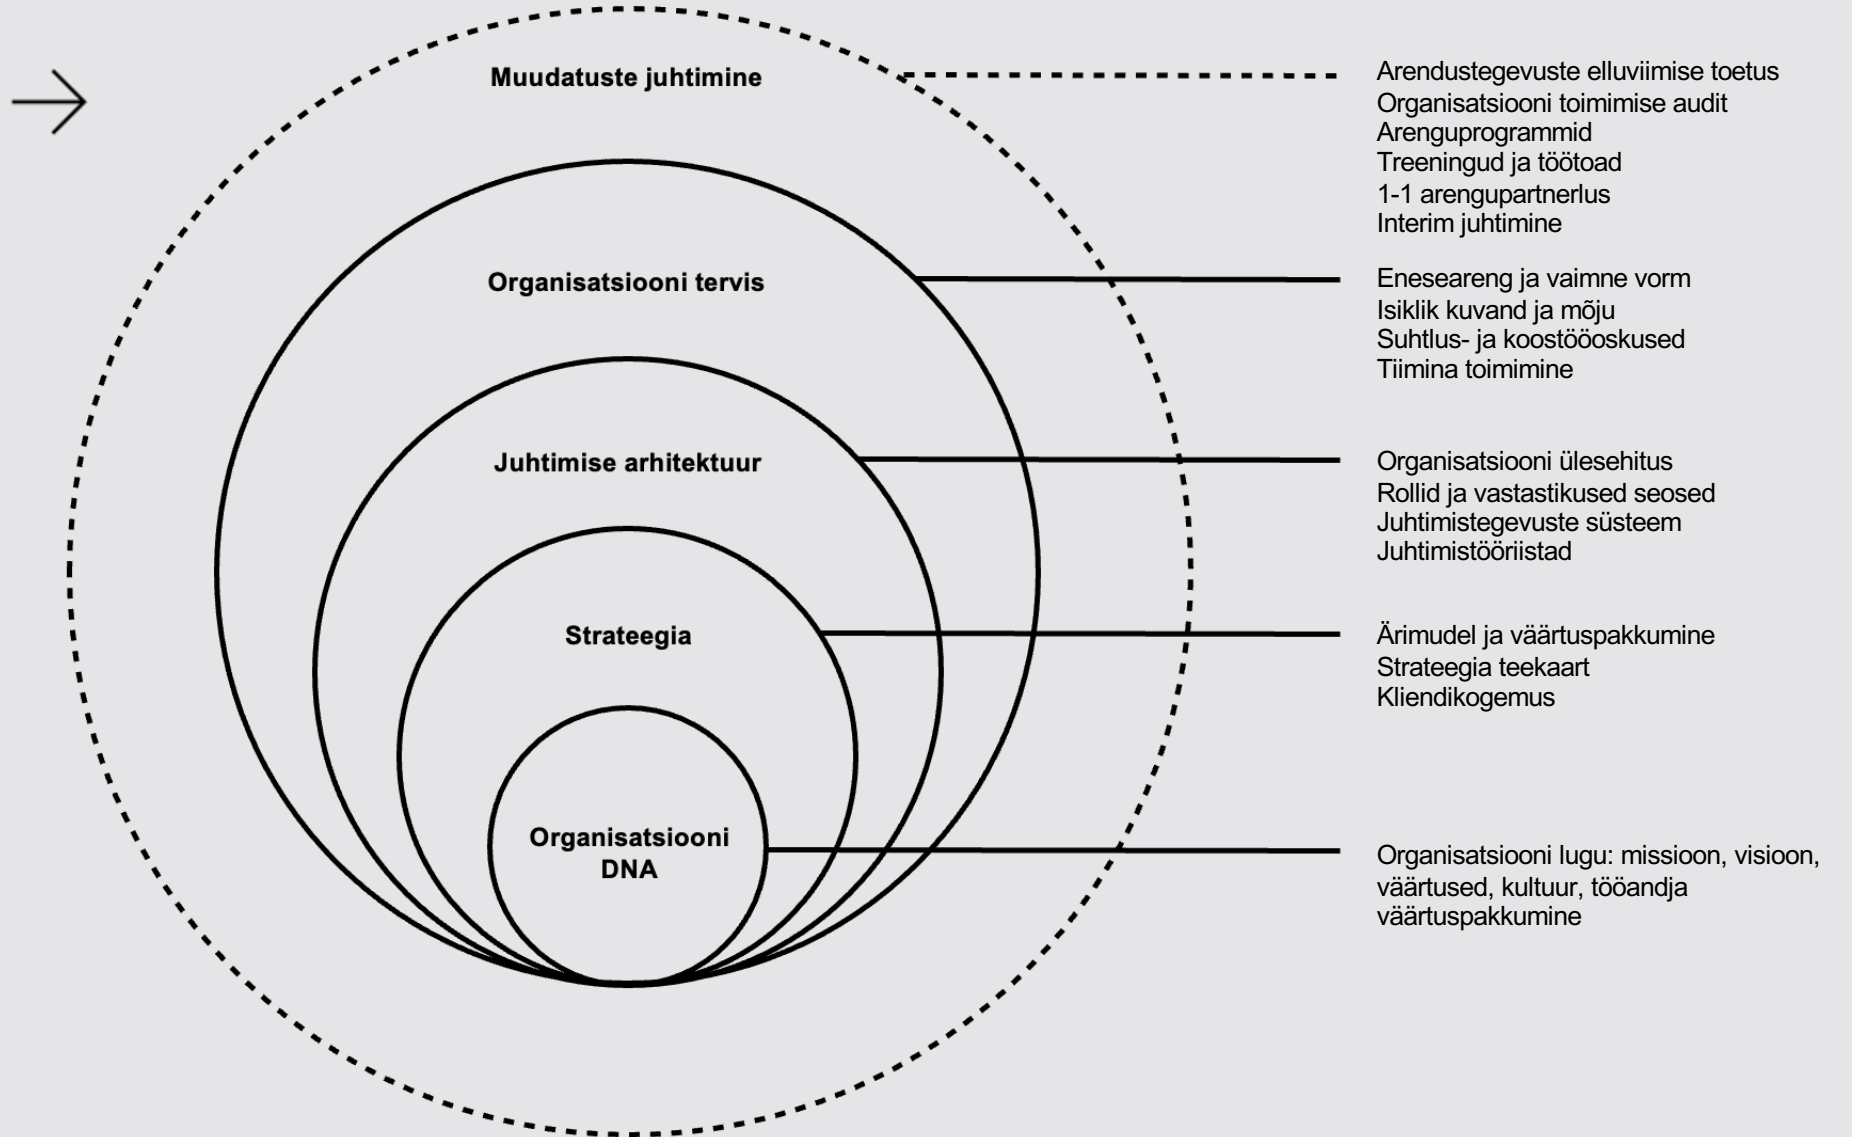 Muudatuste juhtimine
Arendustegevuste elluviimise toetus
Organisatsiooni toimimise audit
Arenguprogrammid
Treeningud ja töötoad
1-1 arengupartnerlus
Interim juhtimine
Organisatsiooni tervis
Eneseareng ja vaimne vorm
Isiklik kuvand ja mõju
Suhtlus- ja koostööoskused
Tiimina toimimine
Juhtimise arhitektuur
Organisatsiooni ülesehitus
Rollid ja vastastikused seosed
Juhtimistegevuste süsteem
Juhtimistööriistad
Strateegia
Ärimudel ja väärtuspakkumine
Strateegia teekaart
Kliendikogemus
Organisatsiooni
DNA
Organisatsiooni lugu: missioon, visioon,
väärtused, kultuur, tööandja
väärtuspakkumine